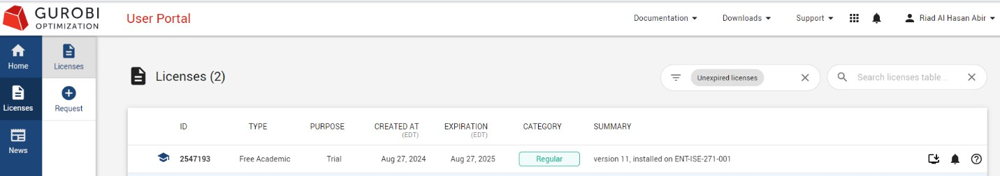 GUROBI
OPTIMIZATION
User Portal
Documentation
Downloads
Support
Riad Al Hasan Abir
Home
Licenses
News
Licenses
Request
Licenses (2)
Unexpired licenses
Search licenses table...
ID TYPE PURPOSE CREATED AT (EDT) EXPIRATION (EDT) CATEGORY SUMMARY
2547193 Free Academic Trial Aug 27, 2024 Aug 27, 2025 Regular version 11, installed on ENT-ISE-271-001